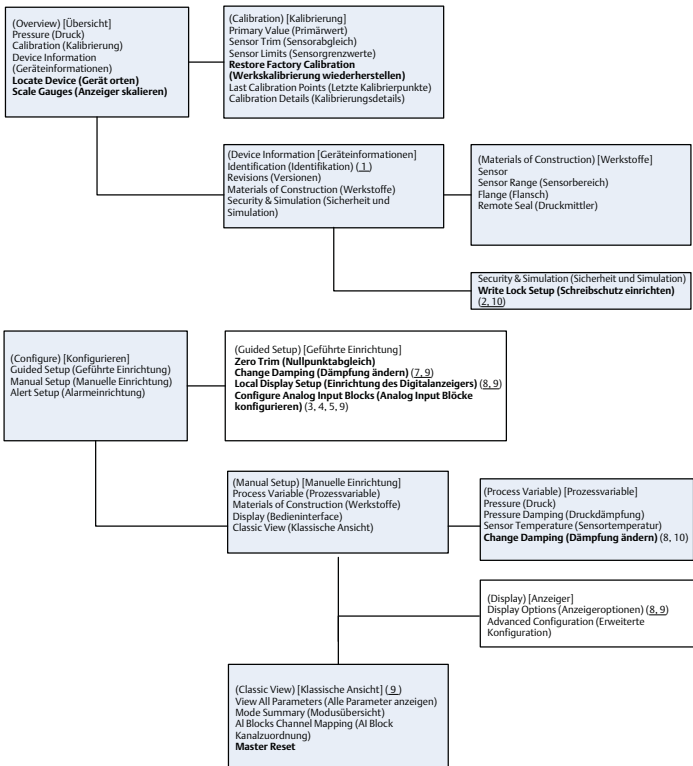 (Overview) [Übersicht]
Pressure (Druck)
Calibration (Kalibrierung)
Device Information
(Geräteinformationen)
Locate Device (Gerät orten)
Scale Gauges (Anzeiger skalieren)
(Calibration) [Kalibrierung]
Primary Value (Primärwert)
Sensor Trim (Sensorabgleich)
Sensor Limits (Sensorgrenzwerte)
Restore Factory Calibration
(Werkskalibrierung wiederherstellen)
Last Calibration Points (Letzte Kalibrierpunkte)
Calibration Details (Kalibrierungsdetails)
(Device Information [Geräteinformationen]
Identification (Identifikation) (1)
Revisions (Versionen)
Materials of Construction (Werkstoffe)
Security & Simulation (Sicherheit und
Simulation)
(Materials of Construction) [Werkstoffe]
Sensor
Sensor Range (Sensorbereich)
Flange (Flansch)
Remote Seal (Druckmittler)
Security & Simulation (Sicherheit und Simulation)
Write Lock Setup (Schreibschutz einrichten)
(2, 10)
(Configure) [Konfigurieren]
Guided Setup (Geführte Einrichtung)
Manual Setup (Manuelle Einrichtung)
Alert Setup (Alarmeinrichtung)
(Guided Setup) [Geführte Einrichtung]
Zero Trim (Nullpunktabgleich)
Change Damping (Dämpfung ändern) (7, 9)
Local Display Setup (Einrichtung des Digitalanzeigers) (8, 9)
Configure Analog Input Blocks (Analog Input Blöcke
konfigurieren) (3, 4, 5, 9)
(Manual Setup) [Manuelle Einrichtung]
Process Variable (Prozessvariable)
Materials of Construction (Werkstoffe)
Display (Bedieninterface)
Classic View (Klassische Ansicht)
(Process Variable) [Prozessvariable]
Pressure (Druck)
Pressure Damping (Druckdämpfung)
Sensor Temperature (Sensortemperatur)
Change Damping (Dämpfung ändern) (8, 10)
(Display) [Anzeiger]
Display Options (Anzeigeroptionen) (8, 9)
Advanced Configuration (Erweiterte
Konfiguration)
(Classic View) [Klassische Ansicht] (9)
View All Parameters (Alle Parameter anzeigen)
Mode Summary (Modusübersicht)
Al Blocks Channel Mapping (AI Block
Kanalzuordnung)
Master Reset